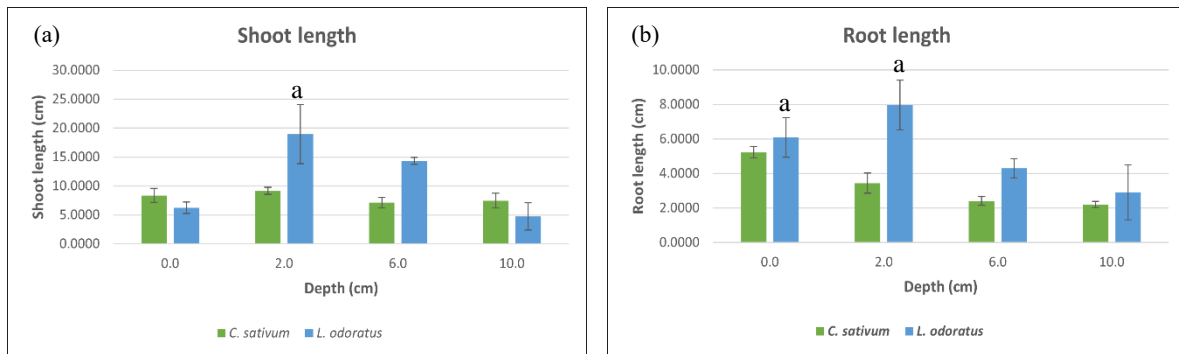 (a)
Shoot length
30.0000
25.0000
20.0000
15.0000
10.0000
5.0000
0.0000
Shoot length (cm)
a
0.0 2.0 6.0 10.0
Depth (cm)
C. sativum L. odoratus
(b)
Root length
10.0000
8.0000
6.0000
4.0000
2.0000
0.0000
Root length (cm)
a
a
0.0 2.0 6.0 10.0
Depth (cm)
C. sativum L. odoratus